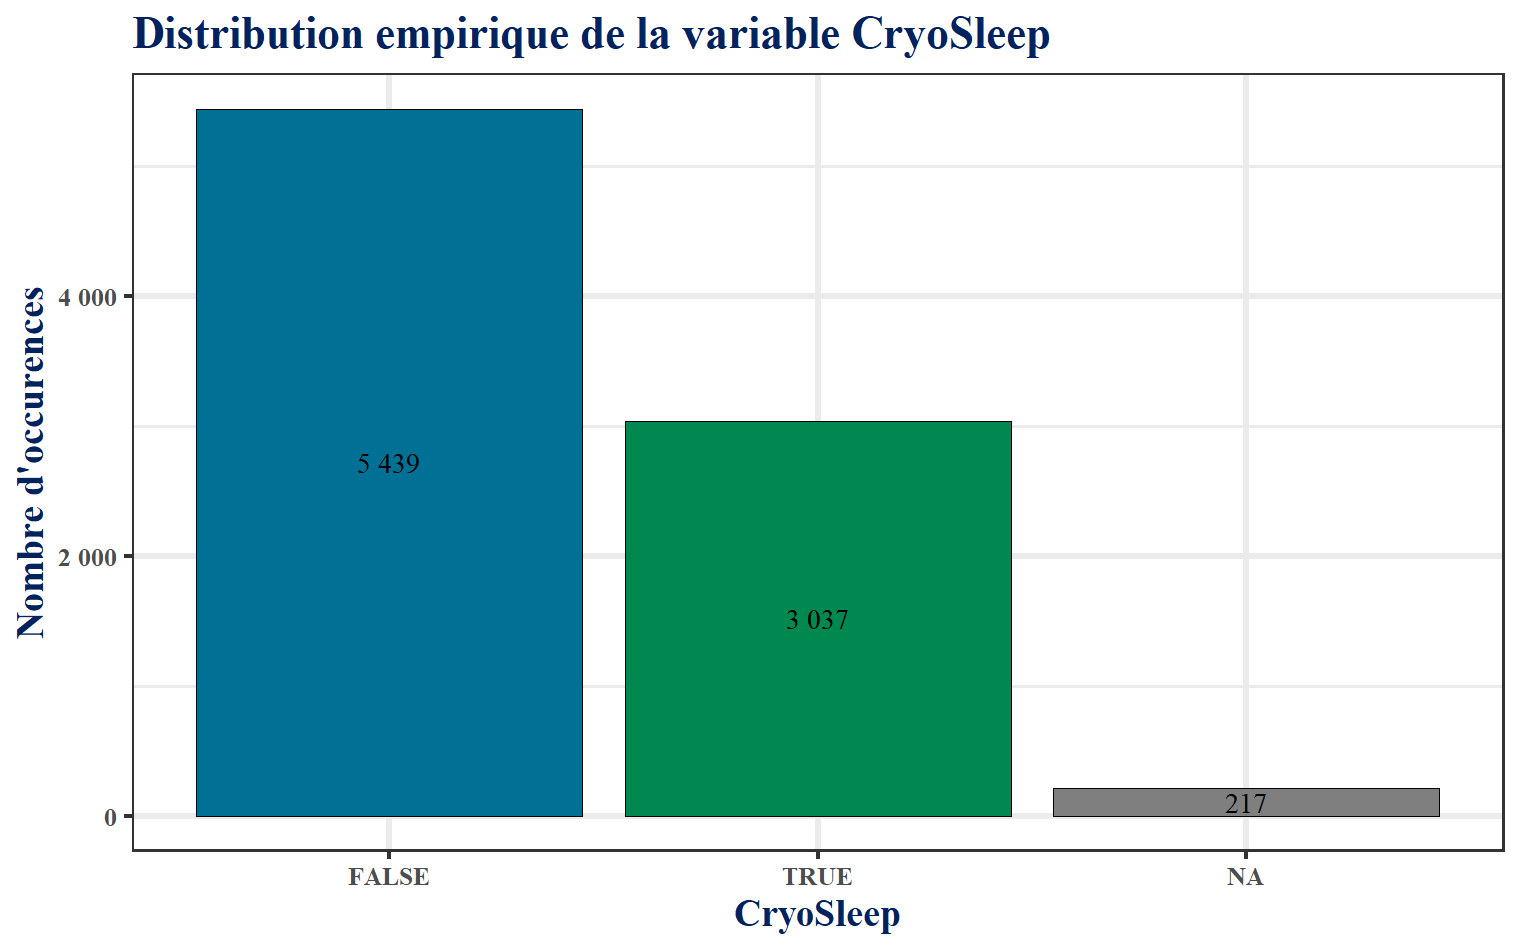 Distribution empirique de la variable CryoSleep
Nombre d'occurences
4 000
2 000
0
5 439
3 037
217
FALSE
TRUE
NA
CryoSleep